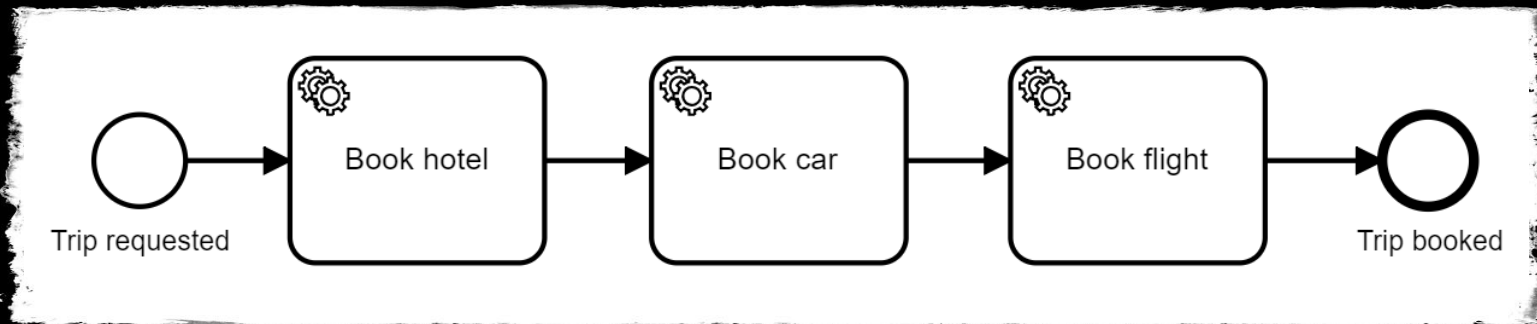 Book hotel
Book car
Book flight
Trip requested
Trip booked